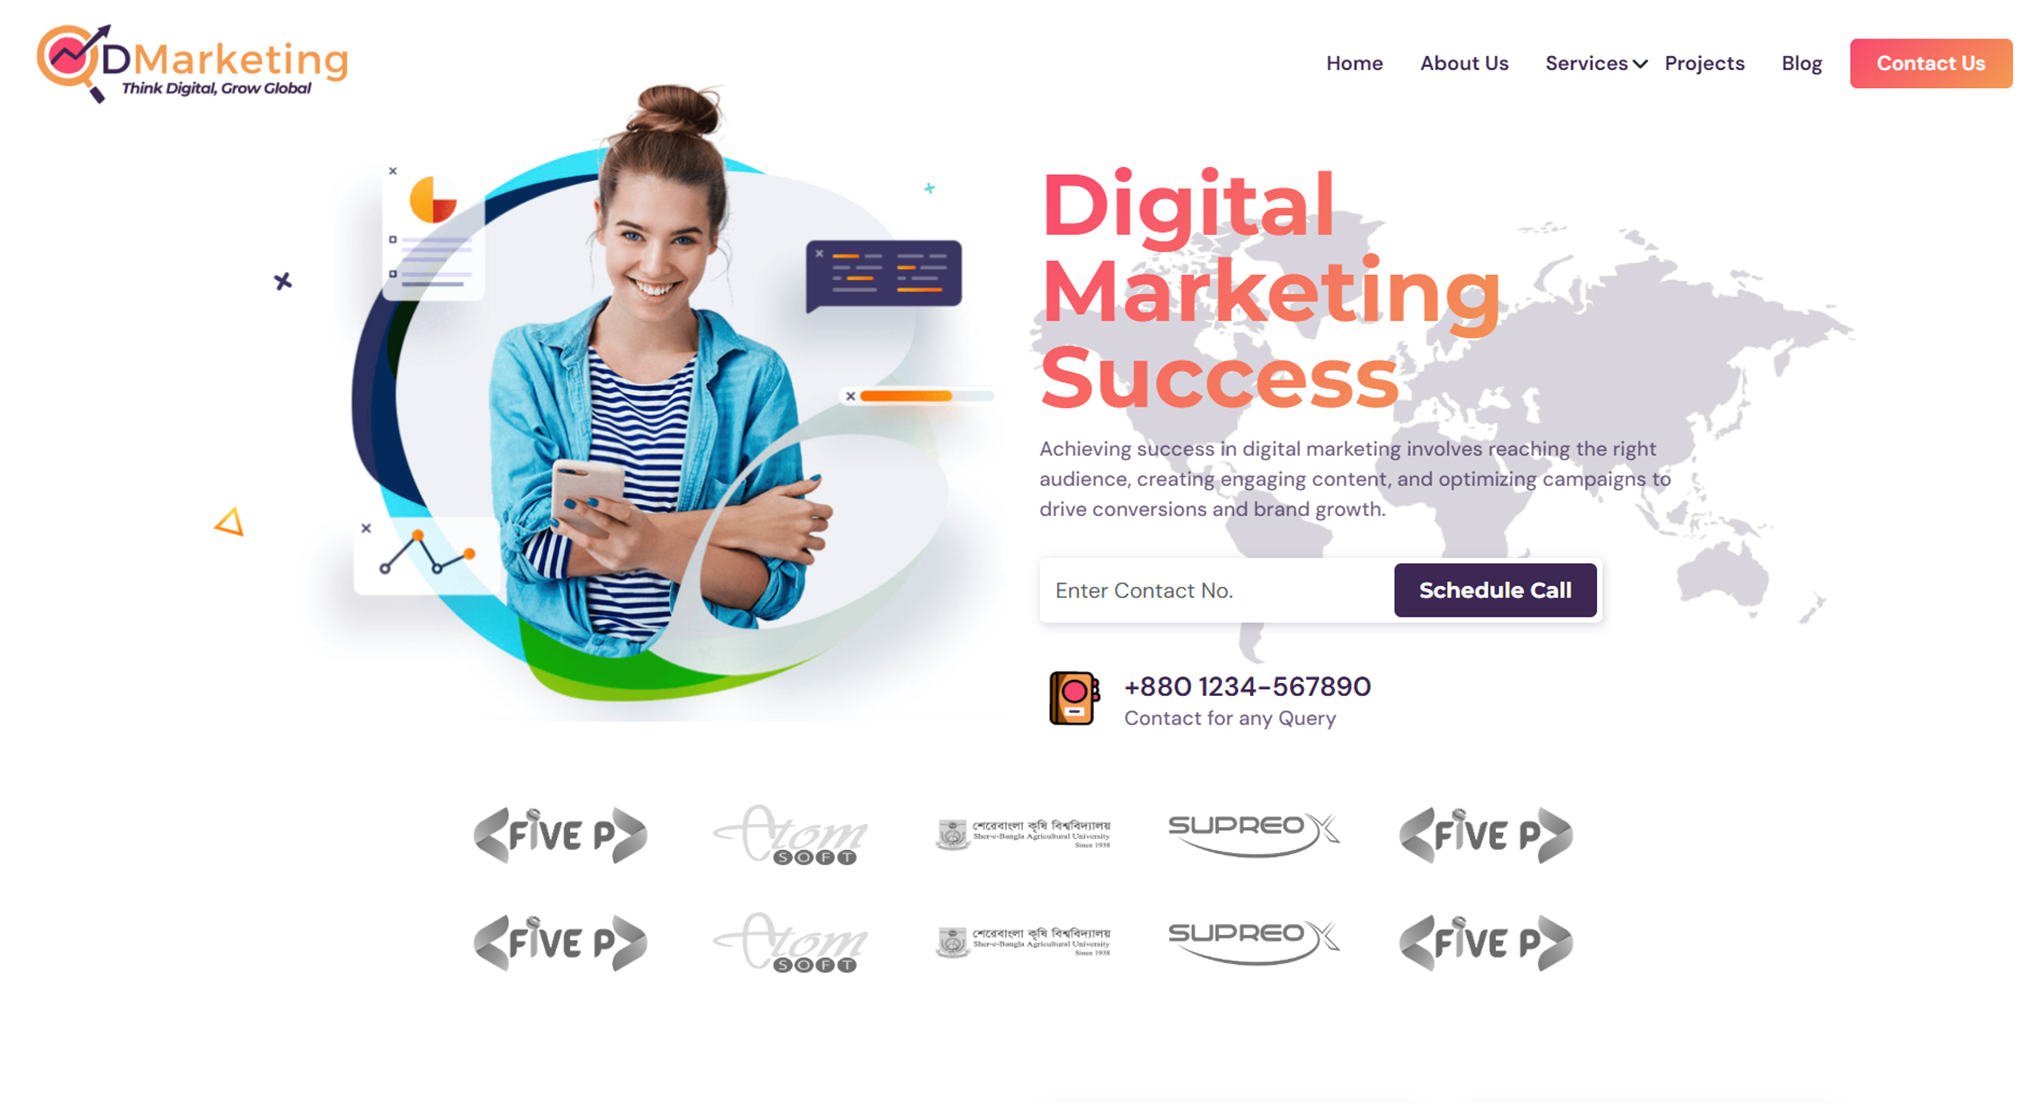 DMarketing
Think Digital, Grow Global
Home
About Us
Services
Projects
Blog
Contact Us
Digital
Marketing
Success
Achieving success in digital marketing involves reaching the right
audience, creating engaging content, and optimizing campaigns to
drive conversions and brand growth.
Enter Contact No.
Schedule Call
+880 1234-567890
Contact for any Query
FIVE P
Atom
SOFT
শেরেবাংলা কৃষি বিশ্ববিদ্যালয়
Sher-e-Bangla Agricultural University
Since 1938
SUPREOX
FIVE P
FIVE P
Atom
SOFT
শেরেবাংলা কৃষি বিশ্ববিদ্যালয়
Sher-e-Bangla Agricultural University
Since 1938
SUPREOX
FIVE P